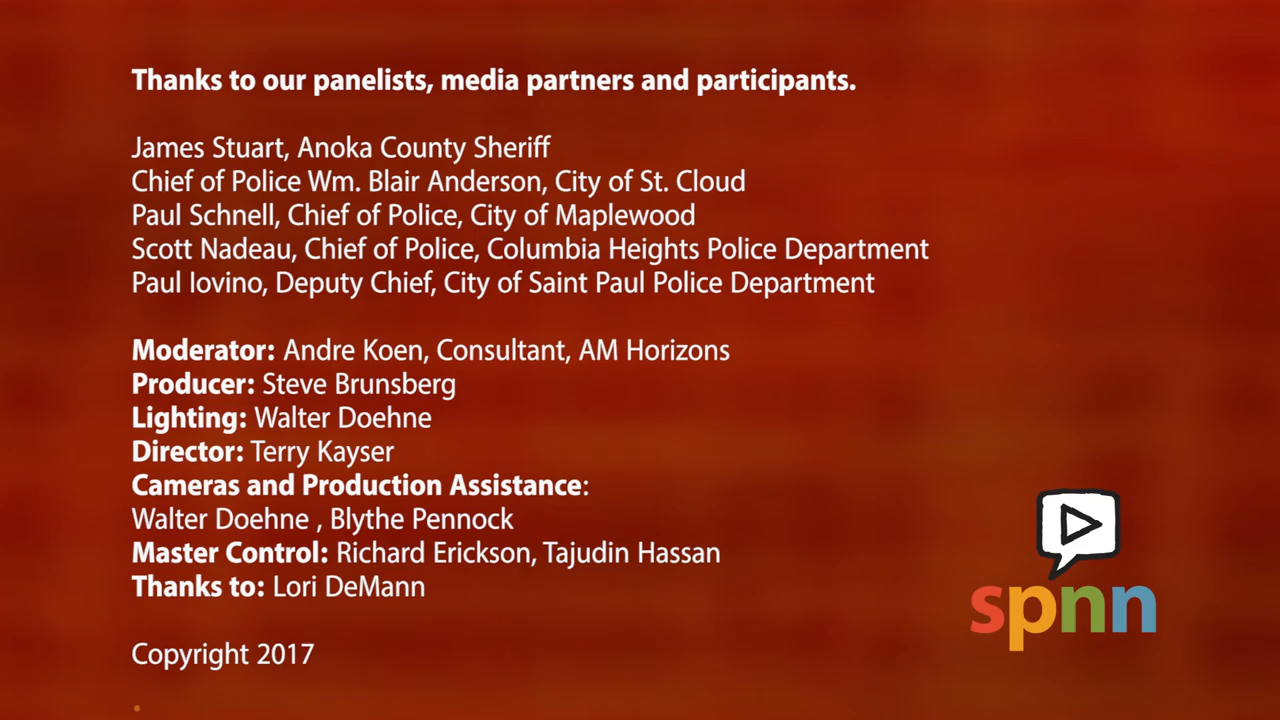 Thanks to our panelists, media partners and participants.
James Stuart, Anoka County Sheriff
Chief of Police Wm. Blair Anderson, City of St. Cloud
Paul Schnell, Chief of Police, City of Maplewood
Scott Nadeau, Chief of Police, Columbia Heights Police Department
Paul Iovino, Deputy Chief, City of Saint Paul Police Department
Moderator: Andre Koen, Consultant, AM Horizons
Producer: Steve Brunsberg
Lighting: Walter Doehne
Director: Terry Kayser
Cameras and Production Assistance:
Walter Doehne , Blythe Pennock
Master Control: Richard Erickson, Tajudin Hassan
Thanks to: Lori DeMann
Copyright 2017
spnn